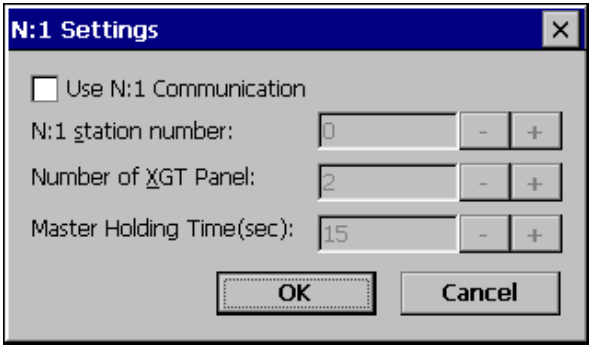 N:1 Settings
Use N:1 Communication
N:1 station number: 0 - +
Number of XGT Panel: 2 - +
Master Holding Time(sec): 15 - +
OK Cancel